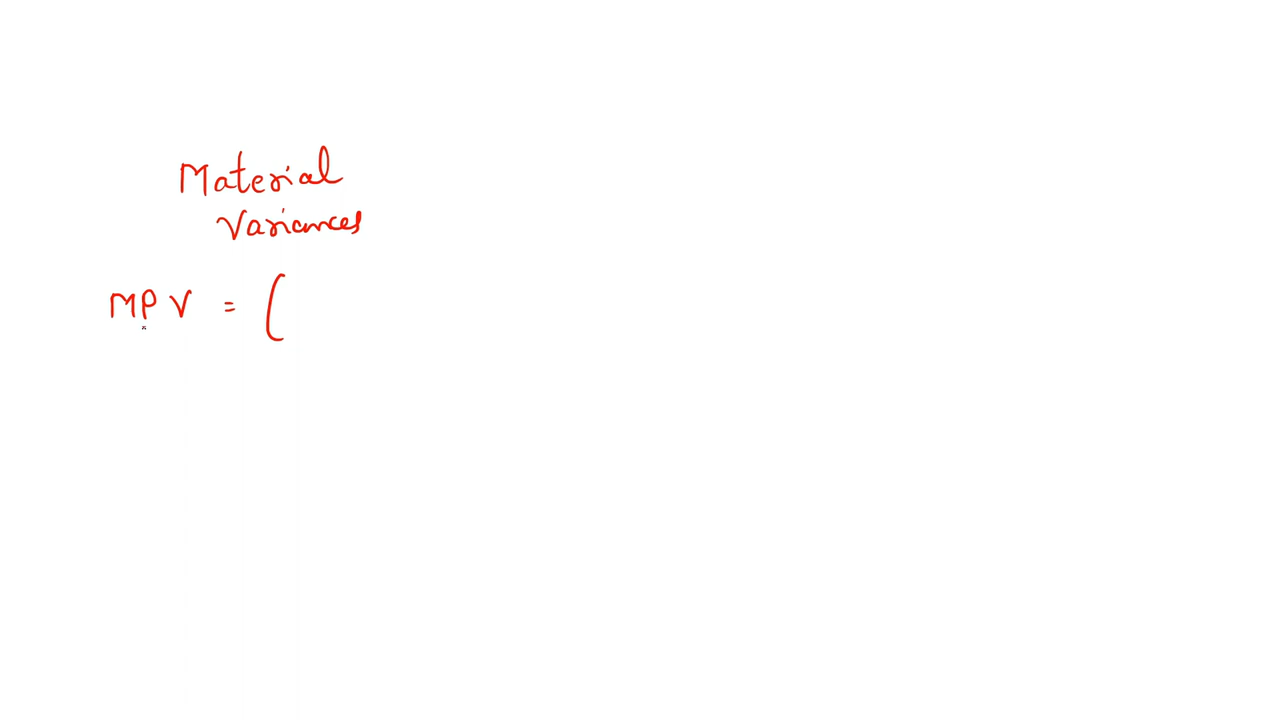 Material
Variances
MPV = (